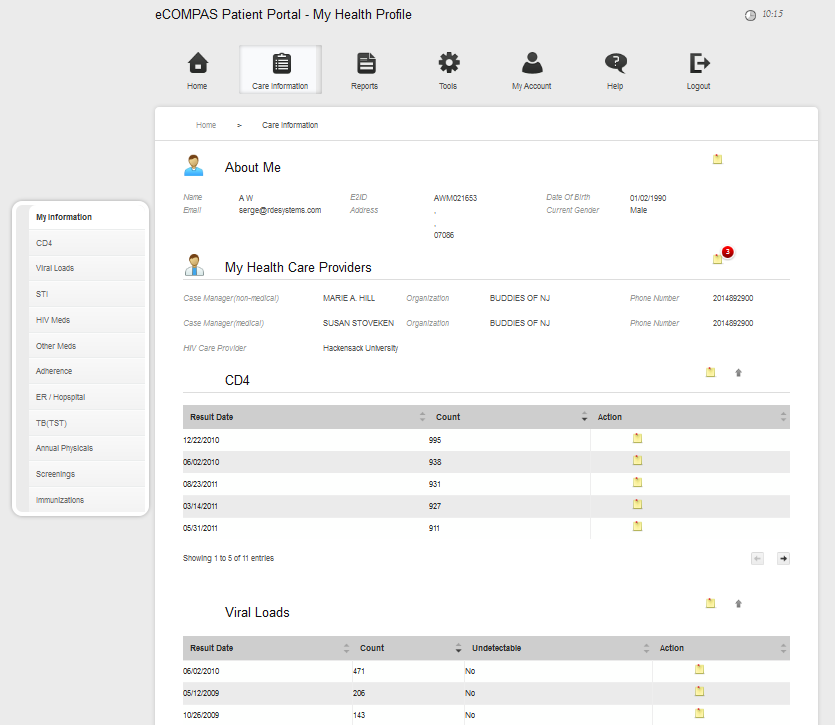 eCOMPAS Patient Portal - My Health Profile
10:15
Home
Care Information
Reports
Tools
My Account
Help
Logout
Home > Care Information
My Information
CD4
Viral Loads
STI
HIV Meds
Other Meds
Adherence
ER / Hopspital
TB(TST)
Annual Physicals
Screenings
Immunizations
About Me
Name A W E2ID AWM021653 Date Of Birth 01/02/1990
Email serge@rdesystems.com Address , Current Gender Male
,
07086
My Health Care Providers 3
Case Manager(non-medical) MARIE A. HILL Organization BUDDIES OF NJ Phone Number 2014892900
Case Manager(medical) SUSAN STOVEKEN Organization BUDDIES OF NJ Phone Number 2014892900
HIV Care Provider Hackensack University
CD4
Result Date Count Action
12/22/2010 995
06/02/2010 938
08/23/2011 931
03/14/2011 927
05/31/2011 911
Showing 1 to 5 of 11 entries
Viral Loads
Result Date Count Undetectable Action
06/02/2010 471 No
05/12/2009 206 No
10/26/2009 143 No